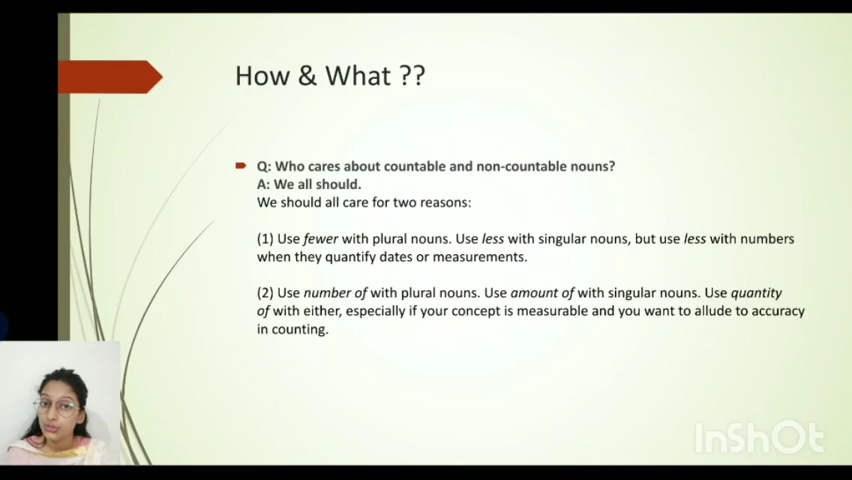 How & What ??
Q: Who cares about countable and non-countable nouns?
A: We all should.
We should all care for two reasons:
(1) Use fewer with plural nouns. Use less with singular nouns, but use less with numbers
when they quantify dates or measurements.
(2) Use number of with plural nouns. Use amount of with singular nouns. Use quantity
of with either, especially if your concept is measurable and you want to allude to accuracy
in counting.
InShOt